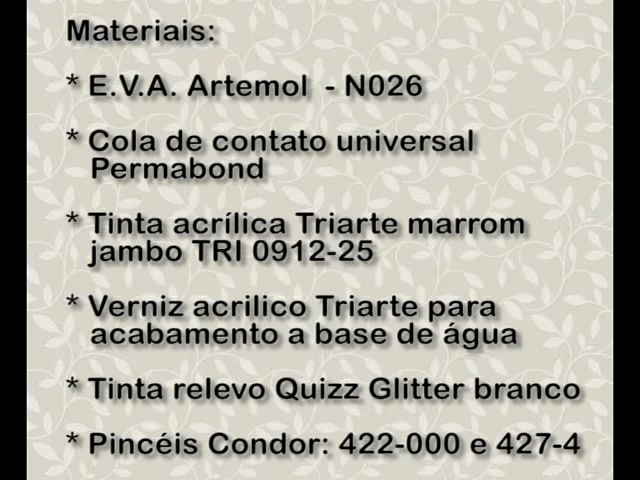 Materiais:
* E.V.A. Artemol - N026
* Cola de contato universal
Permabond
* Tinta acrílica Triarte marrom
jambo TRI 0912-25
* Verniz acrilico Triarte para
acabamento a base de água
* Tinta relevo Quizz Glitter branco
* Pincéis Condor: 422-000 e 427-4